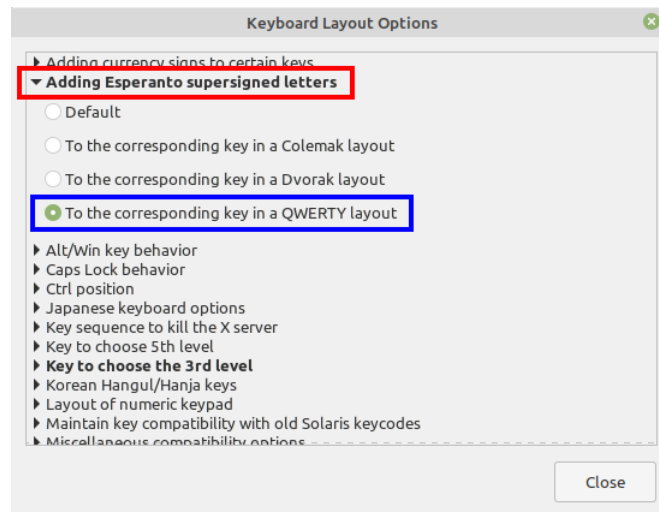 Keyboard Layout Options
Adding currency signs to certain keys
Adding Esperanto supersigned letters
Default
To the corresponding key in a Colemak layout
To the corresponding key in a Dvorak layout
To the corresponding key in a QWERTY layout
Alt/Win key behavior
Caps Lock behavior
Ctrl position
Japanese keyboard options
Key sequence to kill the X server
Key to choose 5th level
Key to choose the 3rd level
Korean Hangul/Hanja keys
Layout of numeric keypad
Maintain key compatibility with old Solaris keycodes
Miscellaneous compatibility options
Close